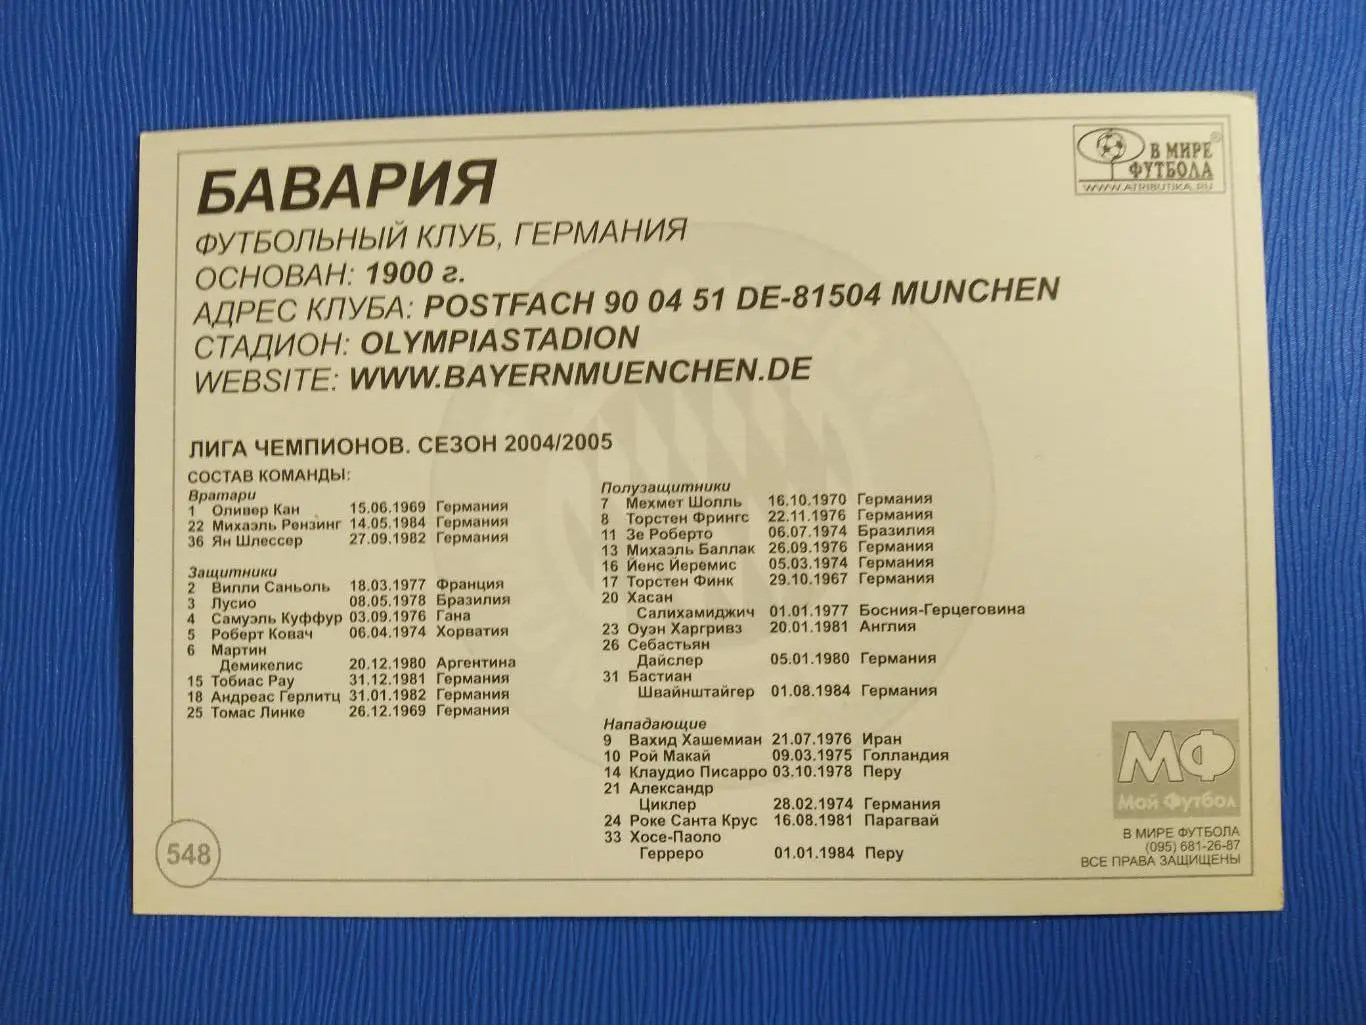 БАВАРИЯ
ФУТБОЛЬНЫЙ КЛУБ, ГЕРМАНИЯ
ОСНОВАН: 1900 г.
АДРЕС КЛУБА: POSTFACH 90 04 51 DE-81504 MUNCHEN
СТАДИОН: OLYMPIASTADION
WEBSITE: WWW.BAYERNMUENCHEN.DE
В МИРЕ
ФУТБОЛА
®
WWW.ATRIBUTIKA.RU
ЛИГА ЧЕМПИОНОВ. СЕЗОН 2004/2005
СОСТАВ КОМАНДЫ:
Вратари
1 Оливер Кан 15.06.1969 Германия
22 Михаэль Рензинг 14.05.1984 Германия
36 Ян Шлессер 27.09.1982 Германия
Защитники
2 Вилли Саньоль 18.03.1977 Франция
3 Лусио 08.05.1978 Бразилия
4 Самуэль Куффур 03.09.1976 Гана
5 Роберт Ковач 06.04.1974 Хорватия
6 Мартин
Демикелис 20.12.1980 Аргентина
15 Тобиас Рау 31.12.1981 Германия
18 Андреас Герлитц 31.01.1982 Германия
25 Томас Линке 26.12.1969 Германия
Полузащитники
7 Мехмет Шолль 16.10.1970 Германия
8 Торстен Фрингс 22.11.1976 Германия
11 Зе Роберто 06.07.1974 Бразилия
13 Михаэль Баллак 26.09.1976 Германия
16 Йенс Йеремис 05.03.1974 Германия
17 Торстен Финк 29.10.1967 Германия
20 Хасан
Салихамиджич 01.01.1977 Босния-Герцеговина
23 Оуэн Харгривз 20.01.1981 Англия
26 Себастьян
Дайслер 05.01.1980 Германия
31 Бастиан
Швайнштайгер 01.08.1984 Германия
Нападающие
9 Вахид Хашемиан 21.07.1976 Иран
10 Рой Макай 09.03.1975 Голландия
14 Клаудио Писарро 03.10.1978 Перу
21 Александр
Циклер 28.02.1974 Германия
24 Роке Санта Крус 16.08.1981 Парагвай
33 Хосе-Паоло
Герреро 01.01.1984 Перу
548
МФ
Мой Футбол
В МИРЕ ФУТБОЛА
(095) 681-26-87
ВСЕ ПРАВА ЗАЩИЩЕНЫ